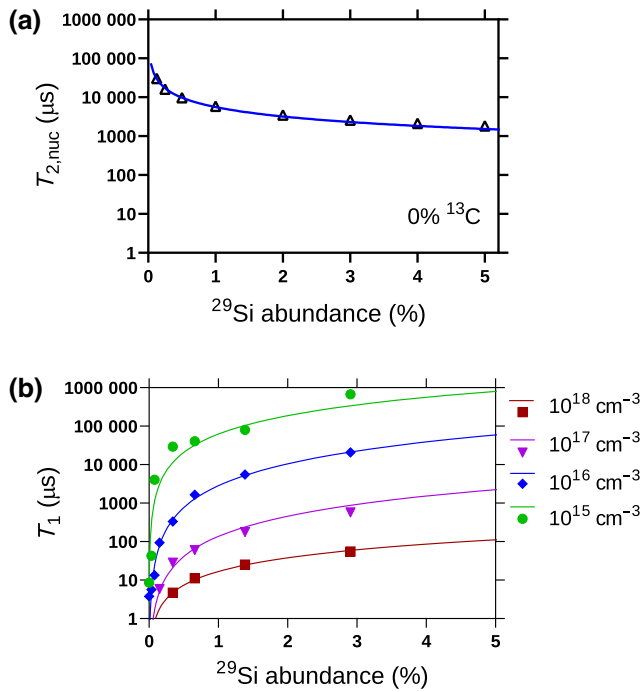 (a)
1000 000
100 000
10 000
1000
100
10
1
T₂,nuc (μs)
0% ¹³C
0 1 2 3 4 5
²⁹Si abundance (%)
(b)
1000 000
100 000
10 000
1000
100
10
1
T₁ (μs)
0 1 2 3 4 5
²⁹Si abundance (%)
10¹⁸ cm⁻³
10¹⁷ cm⁻³
10¹⁶ cm⁻³
10¹⁵ cm⁻³